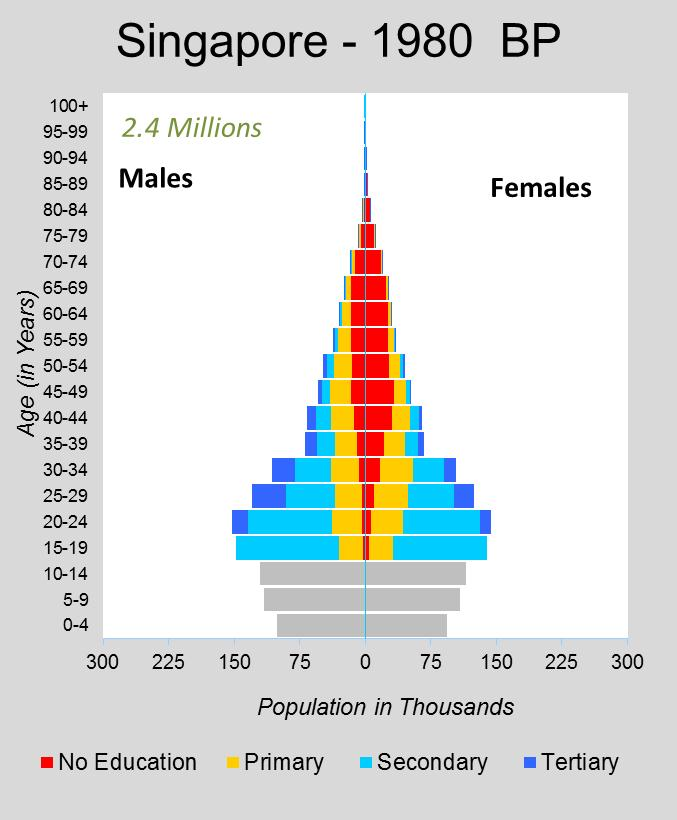 Singapore - 1980  BP
2.4 Millions
Males
Females
100+
95-99
90-94
85-89
80-84
75-79
70-74
65-69
60-64
55-59
50-54
45-49
40-44
35-39
30-34
25-29
20-24
15-19
10-14
5-9
0-4
Age (in Years)
300 225 150 75 0 75 150 225 300
Population in Thousands
No Education Primary Secondary Tertiary